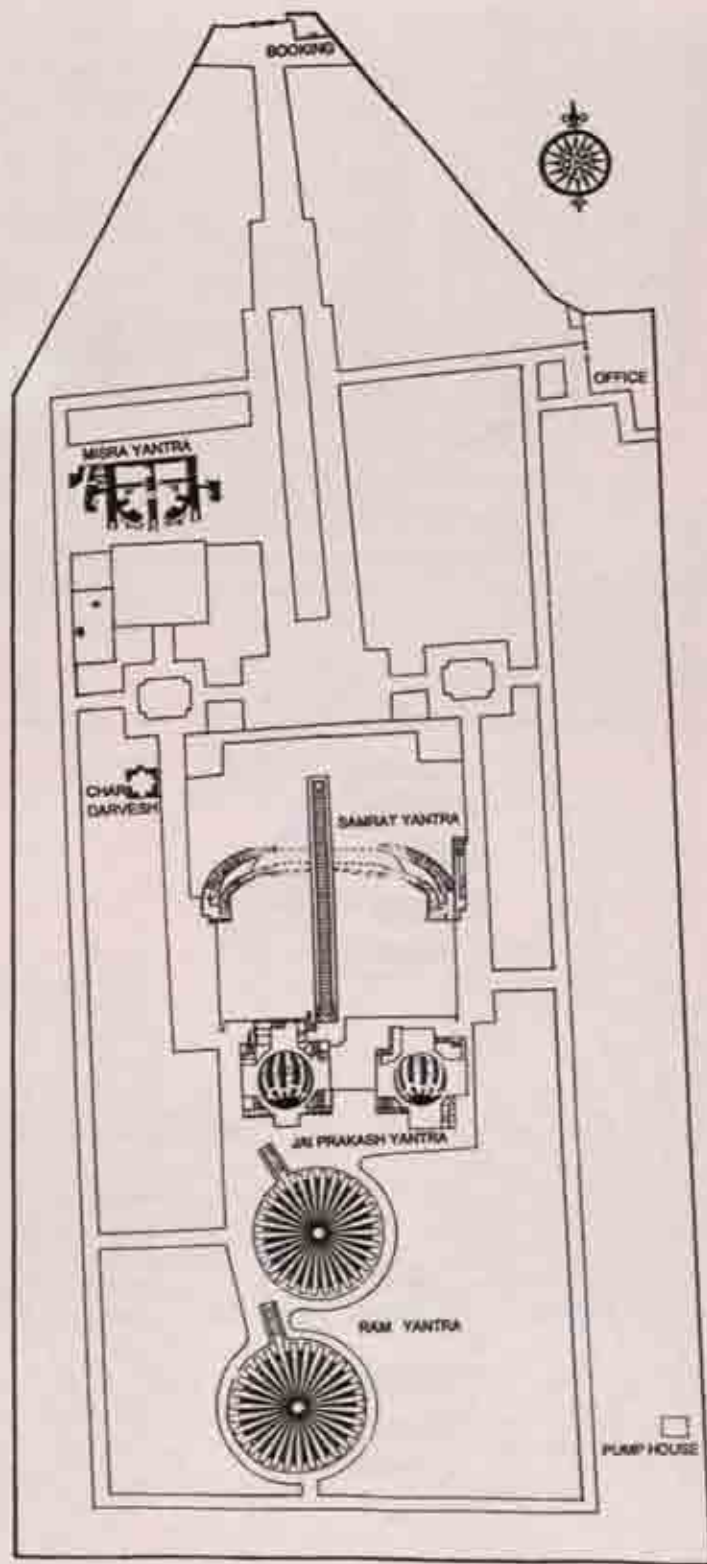 BOOKING
OFFICE
MISRA YANTRA
CHAR
DARVESH
SAMRAT YANTRA
JAI PRAKASH YANTRA
RAM YANTRA
PUMP HOUSE